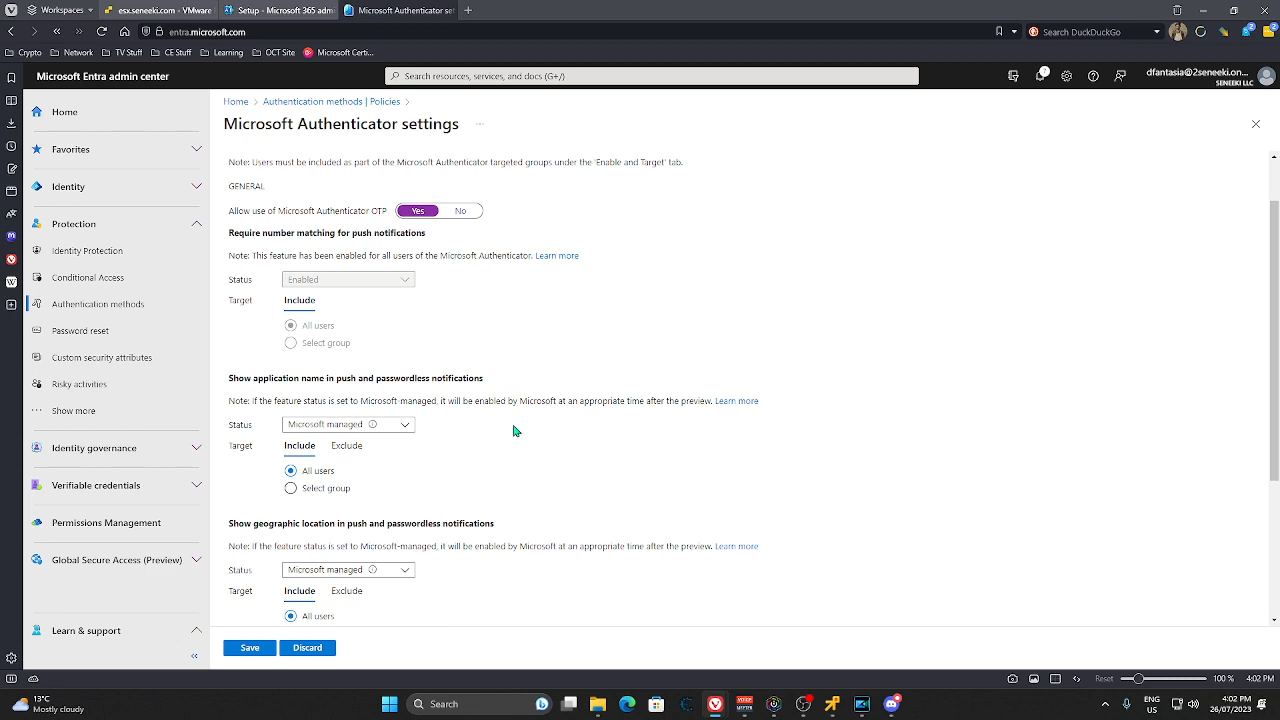 Workspaces
esx.seneeki.com - VMware
Setup - Microsoft 365 adm
Microsoft Authenticator se
entra.microsoft.com
Search DuckDuckGo
2
2
Crypto
Network
TV Stuff
CE Stuff
Learning
OCT Site
Microsoft Certi...
Microsoft Entra admin center
Search resources, services, and docs (G+/)
dfantasia@2seneeki.on...
SENEEKI LLC
Home
Favorites
Identity
Protection
Identity Protection
Conditional Access
Authentication methods
Password reset
Custom security attributes
Risky activities
Show more
Identity governance
Verifiable credentials
Permissions Management
Global Secure Access (Preview)
Learn & support
Home > Authentication methods | Policies >
Microsoft Authenticator settings ...
Note: Users must be included as part of the Microsoft Authenticator targeted groups under the 'Enable and Target' tab.
GENERAL
Allow use of Microsoft Authenticator OTP Yes No
Require number matching for push notifications
Note: This feature has been enabled for all users of the Microsoft Authenticator. Learn more
Status Enabled
Target Include
All users
Select group
Show application name in push and passwordless notifications
Note: If the feature status is set to Microsoft-managed, it will be enabled by Microsoft at an appropriate time after the preview. Learn more
Status Microsoft managed
Target Include Exclude
All users
Select group
Show geographic location in push and passwordless notifications
Note: If the feature status is set to Microsoft-managed, it will be enabled by Microsoft at an appropriate time after the preview. Learn more
Status Microsoft managed
Target Include Exclude
All users
Save Discard
Reset 100 % 4:02 PM
13°C
Mostly cloudy
Search
ENG
US
4:02 PM
26/07/2023